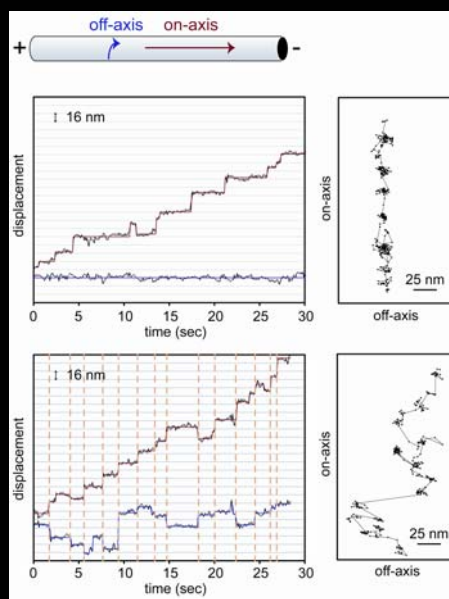 off-axis on-axis
+ -
16 nm
displacement
0 5 10 15 20 25 30
time (sec)
on-axis
25 nm
off-axis
16 nm
displacement
0 5 10 15 20 25 30
time (sec)
on-axis
25 nm
off-axis